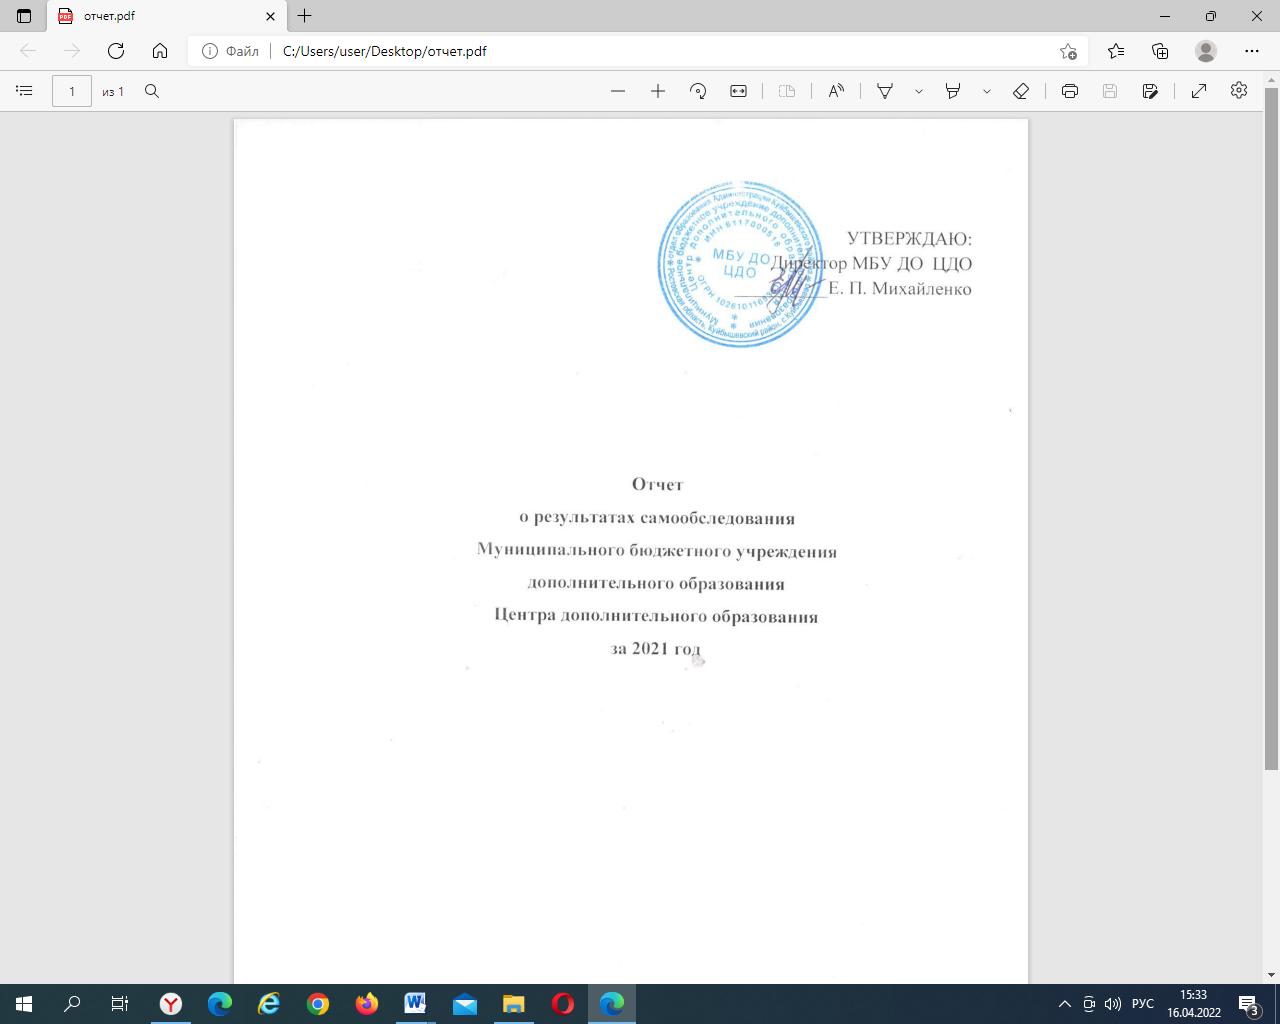 отчет.pdf
Файл
C:/Users/user/Desktop/отчет.pdf
1 из 1
УТВЕРЖДАЮ:
Директор МБУ ДО ЦДО
Е. П. Михайленко
МБУ ДО
ЦДО
Отчет
о результатах самообследования
Муниципального бюджетного учреждения
дополнительного образования
Центра дополнительного образования
за 2021 год
РУС
15:33
16.04.2022
3